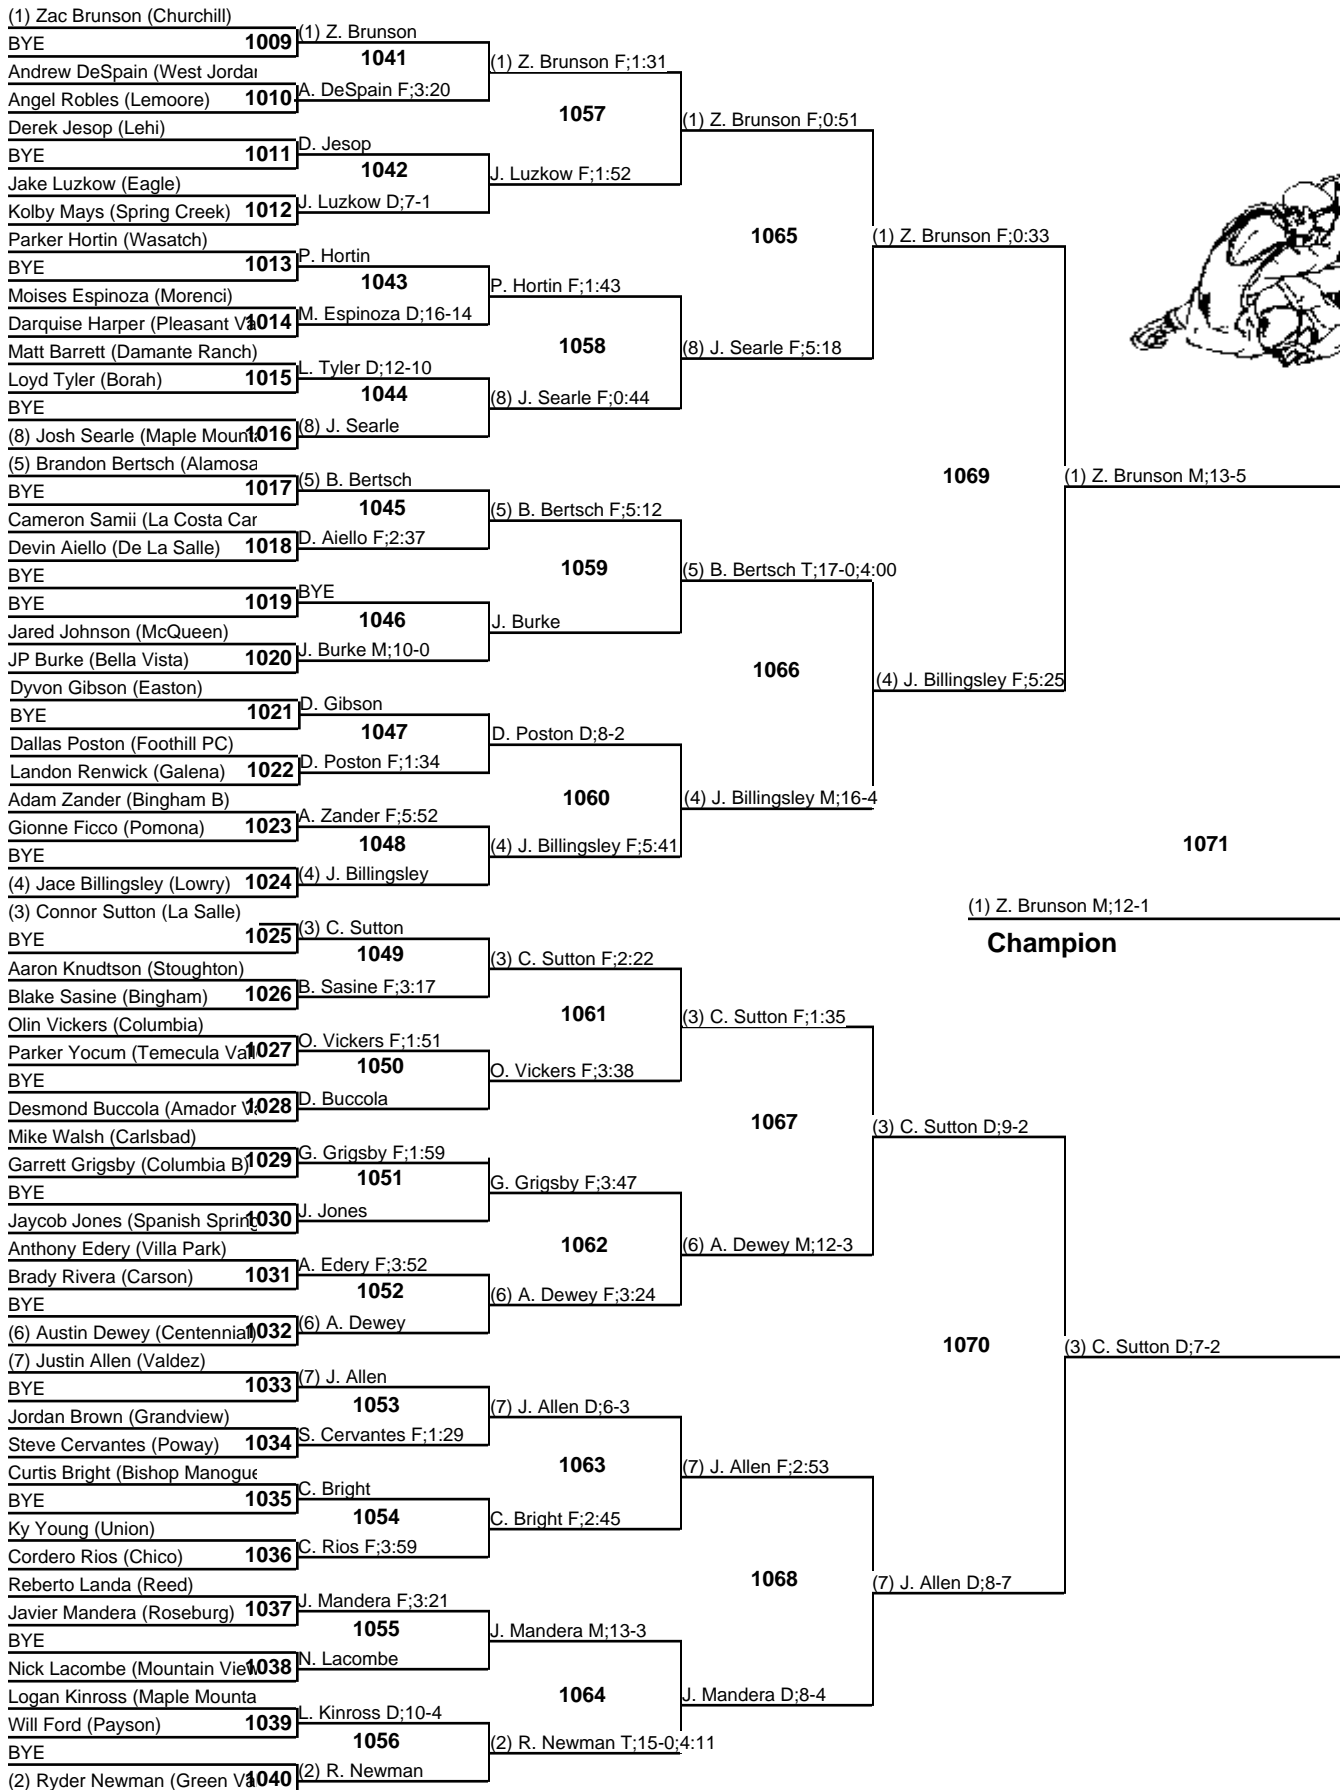 (1) Zac Brunson (Churchill)
BYE
1009
(1) Z. Brunson
1041
Andrew DeSpain (West Jordan
Angel Robles (Lemoore)
1010
A. DeSpain F;3:20
(1) Z. Brunson F;1:31
1057
Derek Jesop (Lehi)
BYE
1011
D. Jesop
1042
Jake Luzkow (Eagle)
Kolby Mays (Spring Creek)
1012
J. Luzkow D;7-1
J. Luzkow F;1:52
(1) Z. Brunson F;0:51
1065
Parker Hortin (Wasatch)
BYE
1013
P. Hortin
1043
Moises Espinoza (Morenci)
Darquise Harper (Pleasant Va
1014
M. Espinoza D;16-14
P. Hortin F;1:43
1058
Matt Barrett (Damante Ranch)
Loyd Tyler (Borah)
1015
L. Tyler D;12-10
1044
BYE
(8) Josh Searle (Maple Mounta
1016
(8) J. Searle
(8) J. Searle F;0:44
(8) J. Searle F;5:18
(1) Z. Brunson F;0:33
1069
(5) Brandon Bertsch (Alamosa
BYE
1017
(5) B. Bertsch
1045
Cameron Samii (La Costa Can
Devin Aiello (De La Salle)
1018
D. Aiello F;2:37
(5) B. Bertsch F;5:12
1059
BYE
BYE
1019
BYE
1046
Jared Johnson (McQueen)
JP Burke (Bella Vista)
1020
J. Burke M;10-0
J. Burke
(5) B. Bertsch T;17-0;4:00
1066
Dyvon Gibson (Easton)
BYE
1021
D. Gibson
1047
Dallas Poston (Foothill PC)
Landon Renwick (Galena)
1022
D. Poston F;1:34
D. Poston D;8-2
1060
Adam Zander (Bingham B)
Gionne Ficco (Pomona)
1023
A. Zander F;5:52
1048
BYE
(4) Jace Billingsley (Lowry)
1024
(4) J. Billingsley
(4) J. Billingsley F;5:41
(4) J. Billingsley M;16-4
(4) J. Billingsley F;5:25
(1) Z. Brunson M;13-5
1071
(1) Z. Brunson M;12-1
Champion
(3) Connor Sutton (La Salle)
BYE
1025
(3) C. Sutton
1049
Aaron Knudtson (Stoughton)
Blake Sasine (Bingham)
1026
B. Sasine F;3:17
(3) C. Sutton F;2:22
1061
Olin Vickers (Columbia)
Parker Yocum (Temecula Vall
1027
O. Vickers F;1:51
1050
BYE
Desmond Buccola (Amador Va
1028
D. Buccola
O. Vickers F;3:38
(3) C. Sutton F;1:35
1067
Mike Walsh (Carlsbad)
Garrett Grigsby (Columbia B)
1029
G. Grigsby F;1:59
1051
BYE
Jaycob Jones (Spanish Spring
1030
J. Jones
G. Grigsby F;3:47
1062
Anthony Edery (Villa Park)
Brady Rivera (Carson)
1031
A. Edery F;3:52
1052
BYE
(6) Austin Dewey (Centennial)
1032
(6) A. Dewey
(6) A. Dewey F;3:24
(6) A. Dewey M;12-3
(3) C. Sutton D;9-2
1070
(7) Justin Allen (Valdez)
BYE
1033
(7) J. Allen
1053
Jordan Brown (Grandview)
Steve Cervantes (Poway)
1034
S. Cervantes F;1:29
(7) J. Allen D;6-3
1063
Curtis Bright (Bishop Manogue
BYE
1035
C. Bright
1054
Ky Young (Union)
Cordero Rios (Chico)
1036
C. Rios F;3:59
C. Bright F;2:45
(7) J. Allen F;2:53
1068
Reberto Landa (Reed)
Javier Mandera (Roseburg)
1037
J. Mandera F;3:21
1055
BYE
Nick Lacombe (Mountain View
1038
N. Lacombe
J. Mandera M;13-3
1064
Logan Kinross (Maple Mounta
Will Ford (Payson)
1039
L. Kinross D;10-4
1056
BYE
(2) Ryder Newman (Green Va
1040
(2) R. Newman
(2) R. Newman T;15-0;4:11
J. Mandera D;8-4
(7) J. Allen D;8-7
(3) C. Sutton D;7-2